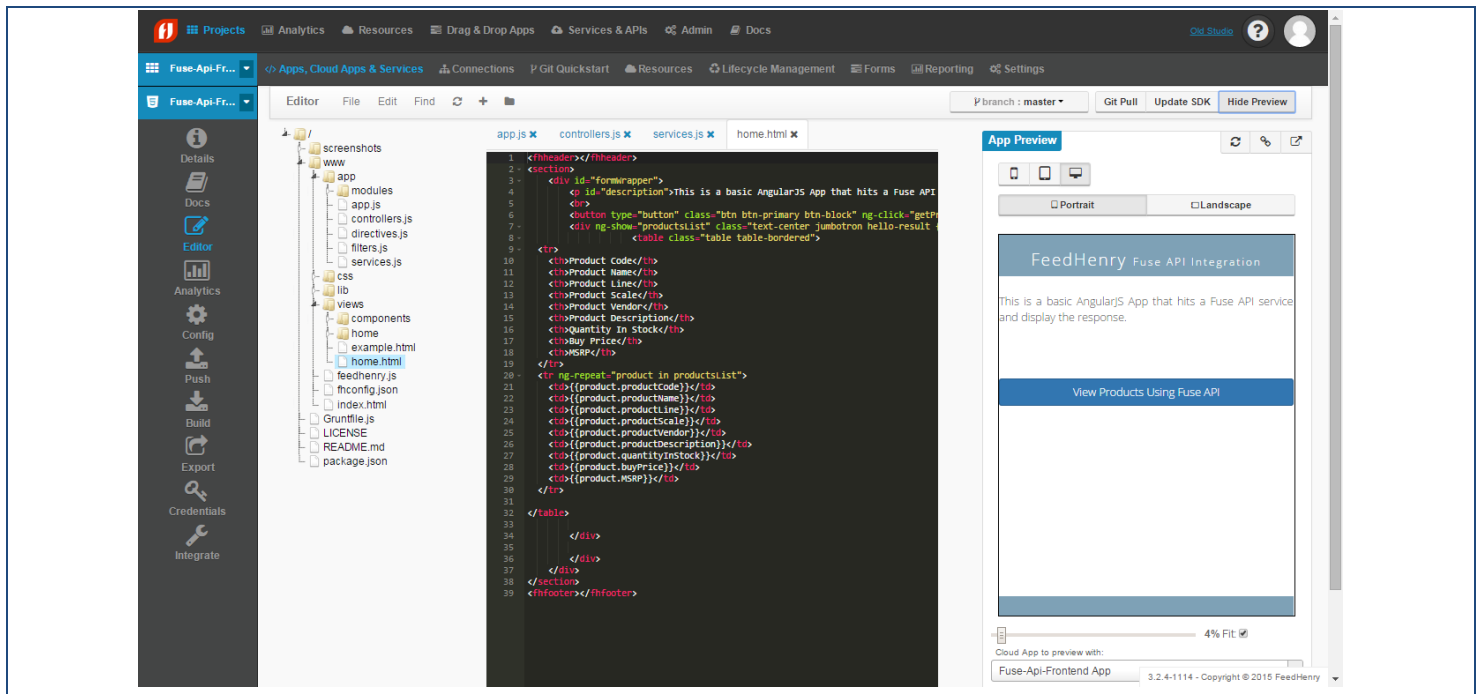 Projects Analytics Resources Drag & Drop Apps Services & APIs Admin Docs Old Studio ?
Fuse-Api-Fr... </> Apps, Cloud Apps & Services Connections Git Quickstart Resources Lifecycle Management Forms Reporting Settings
Fuse-Api-Fr... Editor File Edit Find branch : master Git Pull Update SDK Hide Preview
Details
Docs
Editor
Analytics
Config
Push
Build
Export
Credentials
Integrate
/
screenshots
www
app
modules
app.js
controllers.js
directives.js
filters.js
services.js
css
lib
views
components
home
example.html
home.html
feedhenry.js
fhconfig.json
index.html
Gruntfile.js
LICENSE
README.md
package.json
app.js controllers.js services.js home.html
1 <fhheader></fhheader>
2 <section>
3 <div id="formWrapper">
4 <p id="description">This is a basic AngularJS App that hits a Fuse API
5 <br>
6 <button type="button" class="btn btn-primary btn-block" ng-click="getPr
7 <div ng-show="productsList" class="text-center jumbotron hello-result {
8 <table class="table table-bordered">
9 <tr>
10 <th>Product Code</th>
11 <th>Product Name</th>
12 <th>Product Line</th>
13 <th>Product Scale</th>
14 <th>Product Vendor</th>
15 <th>Product Description</th>
16 <th>Quantity In Stock</th>
17 <th>Buy Price</th>
18 <th>MSRP</th>
19 </tr>
20 <tr ng-repeat="product in productsList">
21 <td>{{product.productCode}}</td>
22 <td>{{product.productName}}</td>
23 <td>{{product.productLine}}</td>
24 <td>{{product.productScale}}</td>
25 <td>{{product.productVendor}}</td>
26 <td>{{product.productDescription}}</td>
27 <td>{{product.quantityInStock}}</td>
28 <td>{{product.buyPrice}}</td>
29 <td>{{product.MSRP}}</td>
30 </tr>
31
32 </table>
33
34 </div>
35
36 </div>
37 </div>
38 </section>
39 <fhfooter></fhfooter>
App Preview
Portrait Landscape
FeedHenry Fuse API Integration
This is a basic AngularJS App that hits a Fuse API service
and display the response.
View Products Using Fuse API
4% Fit:
Cloud App to preview with:
Fuse-Api-Frontend App
3.2.4-1114 - Copyright © 2015 FeedHenry